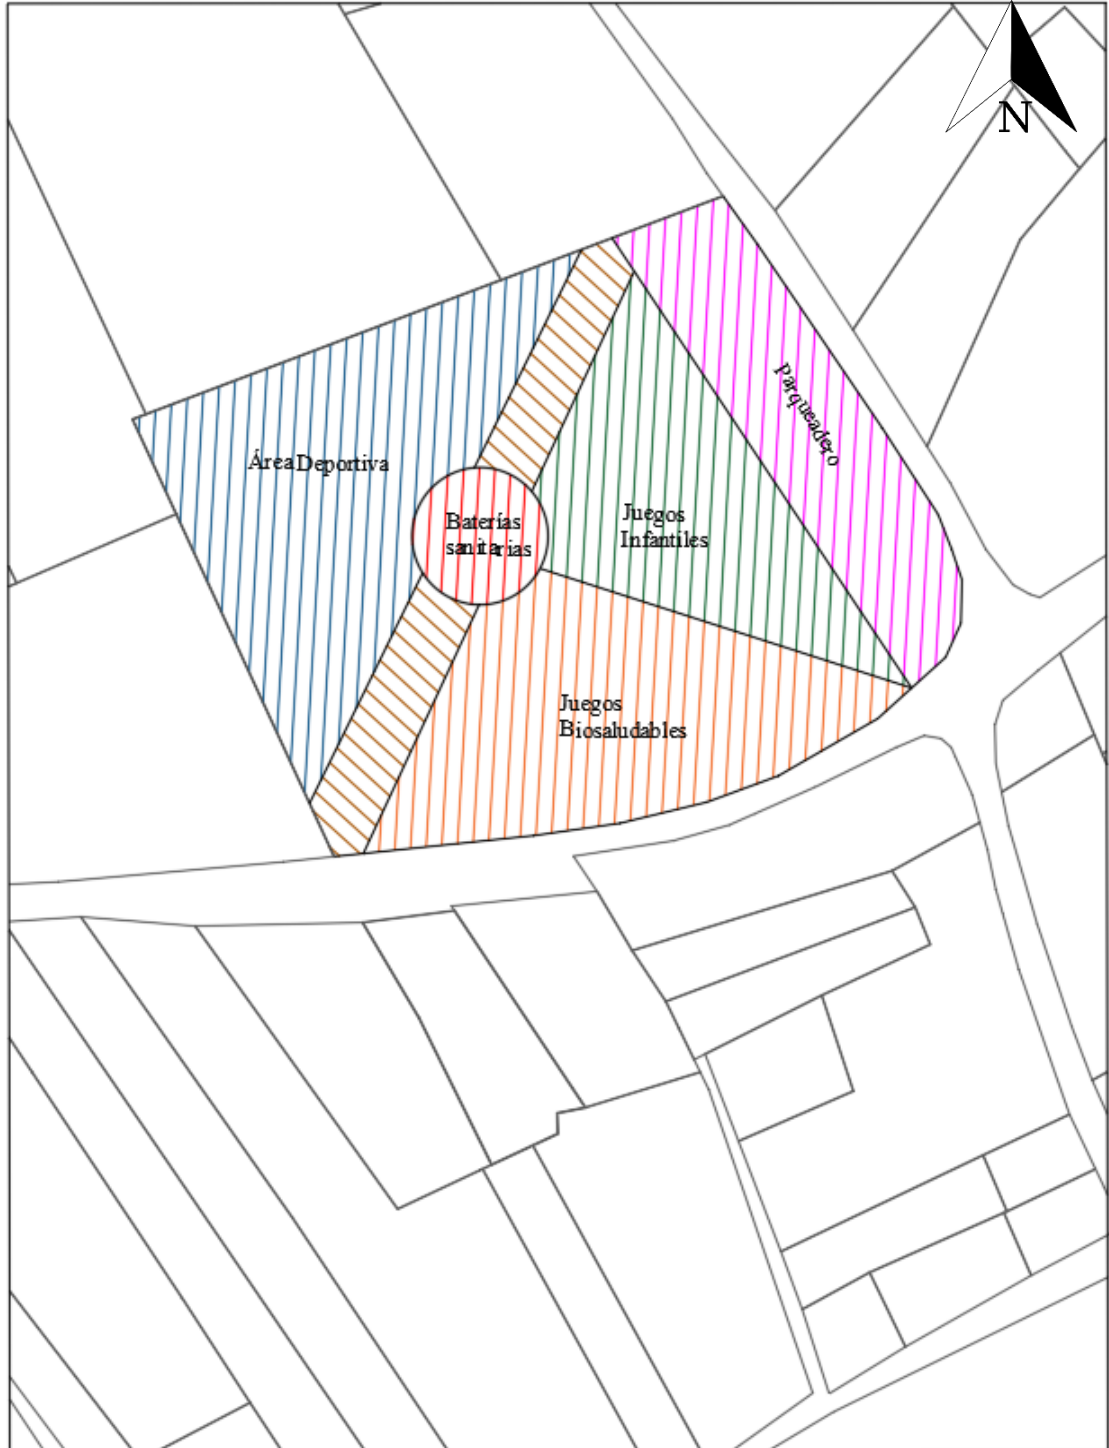 N
Parqueadero
Área Deportiva
Baterías
sanitarias
Juegos
Infantiles
Juegos
Biosaludables